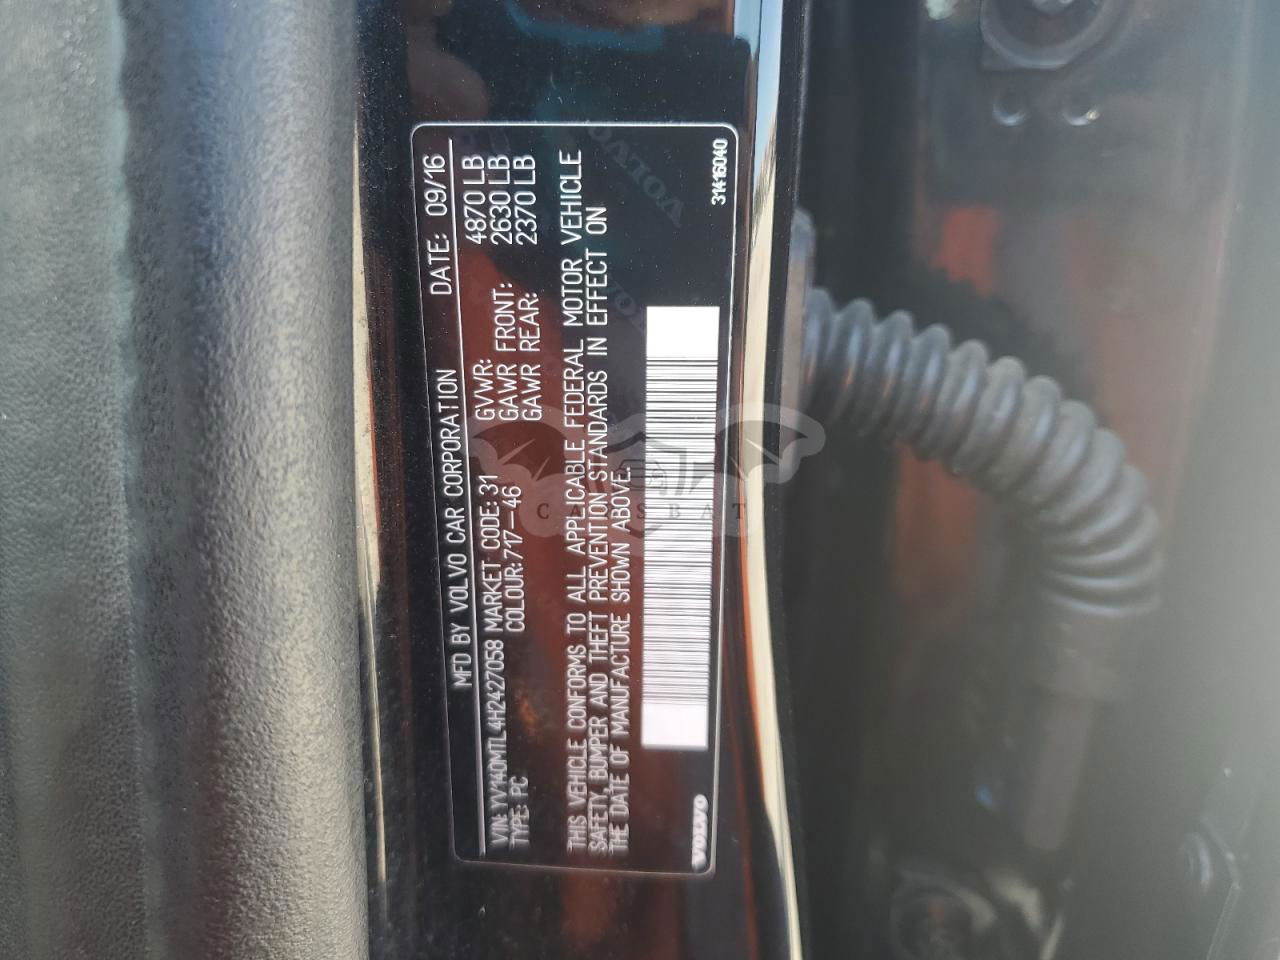 MFD BY VOLVO CAR CORPORATION DATE: 09/16
VIN: YV140MTL4H2427058 MARKET CODE: 31 GVWR: 4870 LB
TYPE: PC COLOUR: 717-46 GAWR FRONT: 2630 LB
GAWR REAR: 2370 LB
THIS VEHICLE CONFORMS TO ALL APPLICABLE FEDERAL MOTOR VEHICLE
SAFETY, BUMPER AND THEFT PREVENTION STANDARDS IN EFFECT ON
THE DATE OF MANUFACTURE SHOWN ABOVE.
VOLVO 31416040
CARSBAT